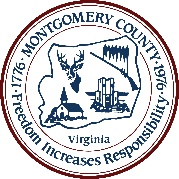 ·1776·MONTGOMERY COUNTY·1976·
Virginia
Freedom Increases Responsibility